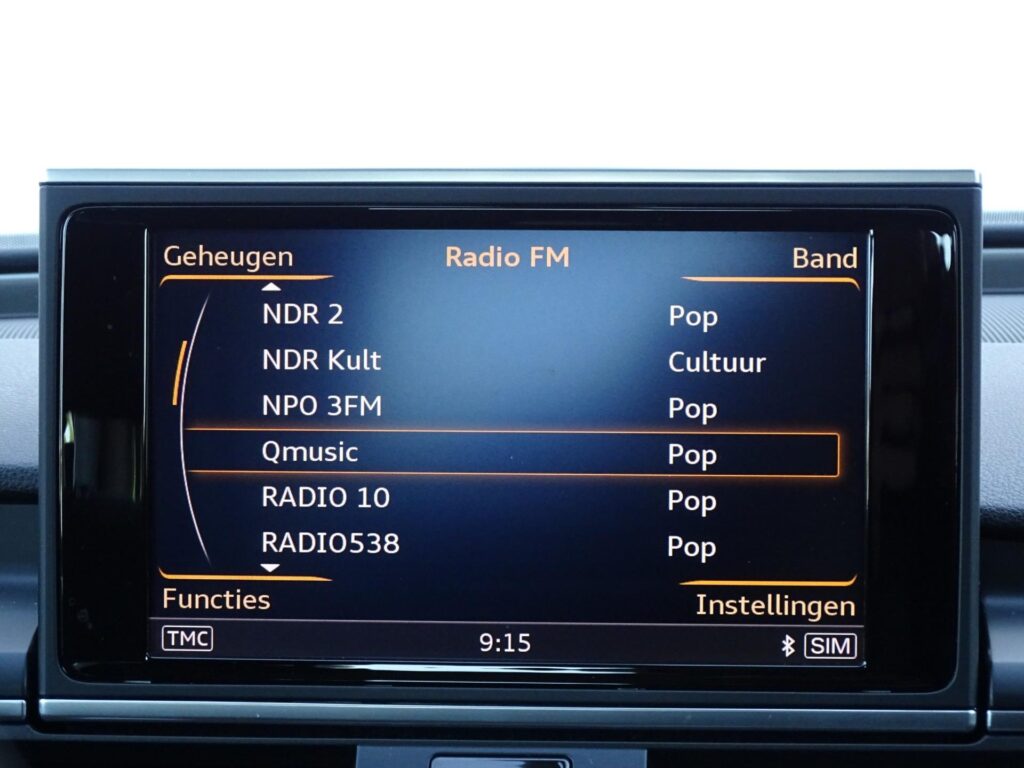 Geheugen Radio FM Band
NDR 2 Pop
NDR Kult Cultuur
NPO 3FM Pop
Qmusic Pop
RADIO 10 Pop
RADIO538 Pop
Functies Instellingen
TMC 9:15 SIM